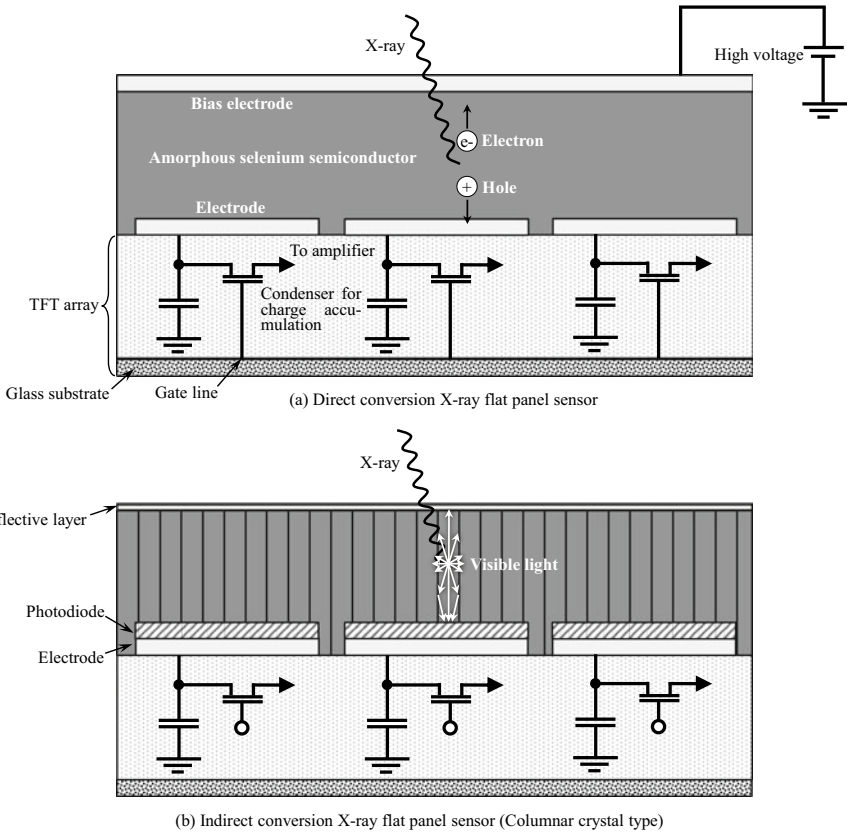 X-ray
High voltage
Bias electrode
e- Electron
Amorphous selenium semiconductor
+ Hole
Electrode
To amplifier
Condenser for
charge accu-
mulation
TFT array
Glass substrate
Gate line
(a) Direct conversion X-ray flat panel sensor
X-ray
flective layer
Visible light
Photodiode
Electrode
(b) Indirect conversion X-ray flat panel sensor (Columnar crystal type)